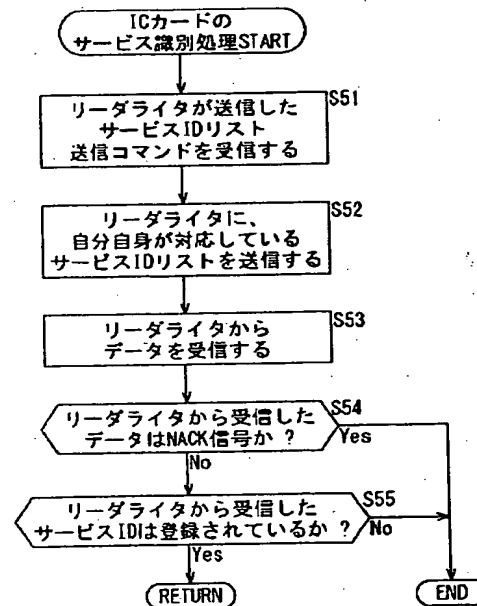 ICカードの
サービス識別処理START
S51
リーダライタが送信した
サービスIDリスト
送信コマンドを受信する
S52
リーダライタに、
自分自身が対応している
サービスIDリストを送信する
S53
リーダライタから
データを受信する
S54
リーダライタから受信した
データはNACK信号か ?
Yes
No
S55
リーダライタから受信した
サービスIDは登録されているか ?
No
Yes
RETURN
END